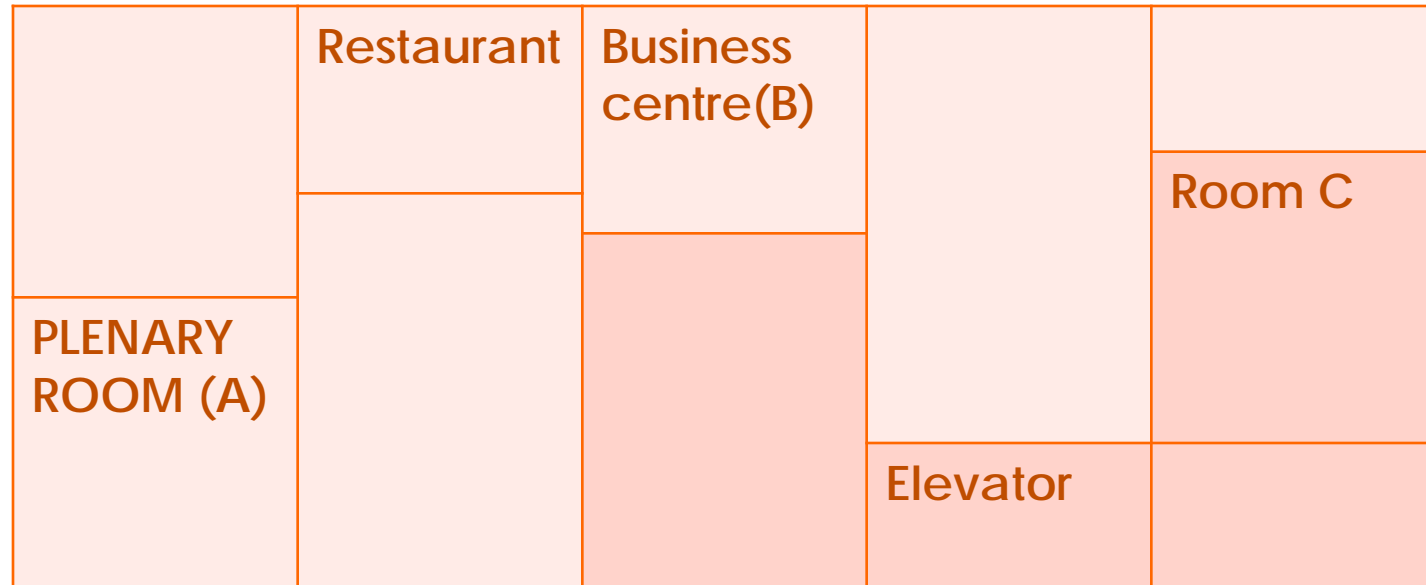 Restaurant
Business
centre(B)
Room C
PLENARY
ROOM (A)
Elevator